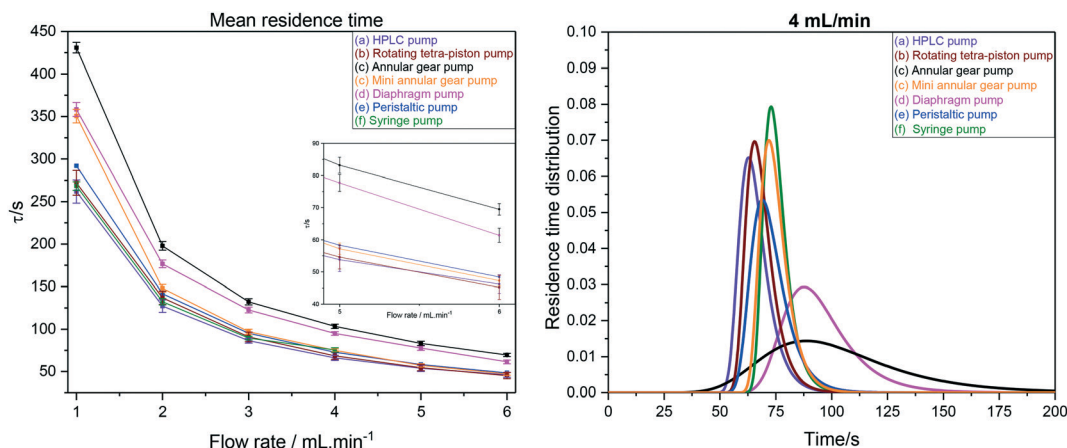 Mean residence time
450
400
350
300
250
200
150
100
50
τ/s
1
2
3
4
5
6
Flow rate / mL.min⁻¹
(a) HPLC pump
(b) Rotating tetra-piston pump
(c) Annular gear pump
(c) Mini annular gear pump
(d) Diaphragm pump
(e) Peristaltic pump
(f) Syringe pump
90
80
70
60
50
40
τ/s
5
6
Flow rate / mL.min⁻¹
4 mL/min
0.10
0.09
0.08
0.07
0.06
0.05
0.04
0.03
0.02
0.01
0.00
Residence time distribution
0
25
50
75
100
125
150
175
200
Time/s
(a) HPLC pump
(b) Rotating tetra-piston pump
(c) Annular gear pump
(c) Mini annular gear pump
(d) Diaphragm pump
(e) Peristaltic pump
(f) Syringe pump